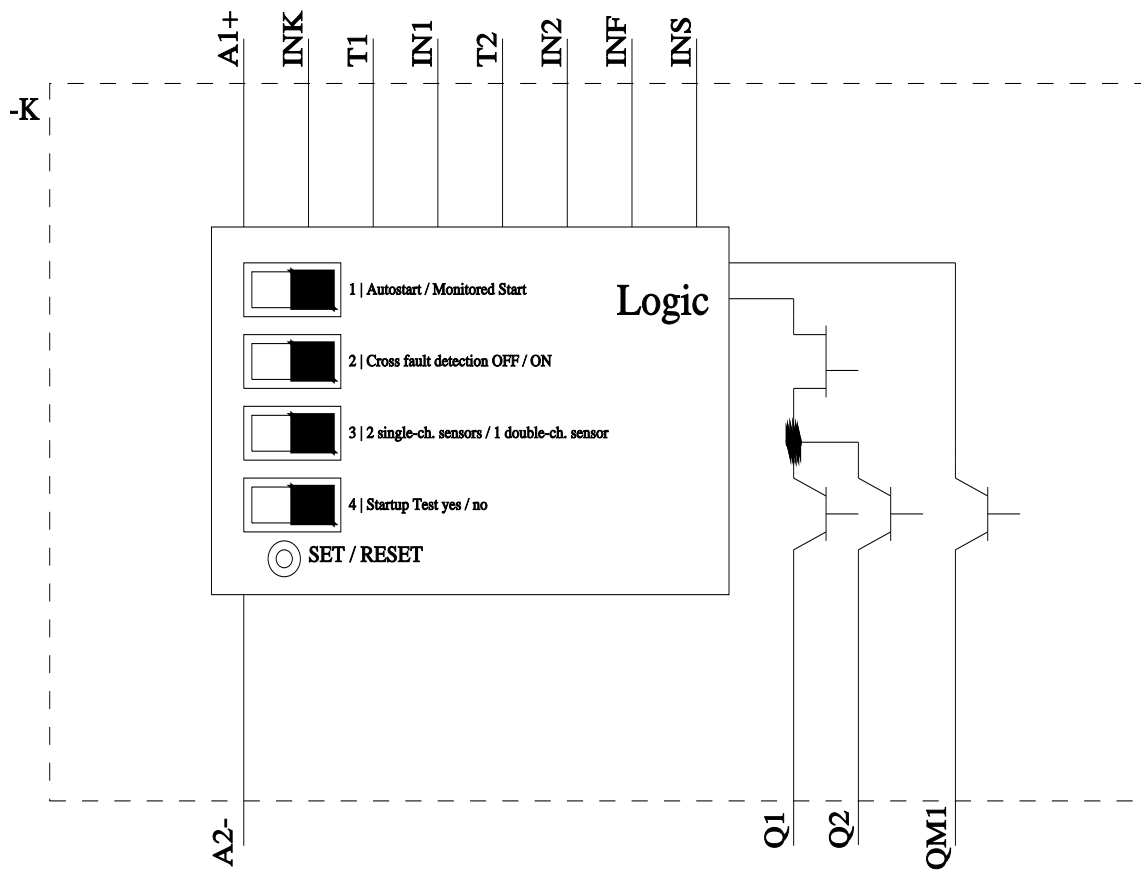 A1+
INK
T1
IN1
T2
IN2
INF
INS
-K
1 | Autostart / Monitored Start
Logic
2 | Cross fault detection OFF / ON
3 | 2 single-ch. sensors / 1 double-ch. sensor
4 | Startup Test yes / no
SET / RESET
A2-
Q1
Q2
QM1